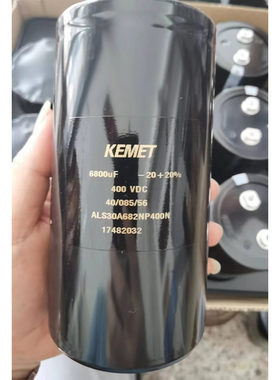 KEMET
6800uF -20+20%
400 VDC
40/085/56
ALS30A682NP400N
17482032